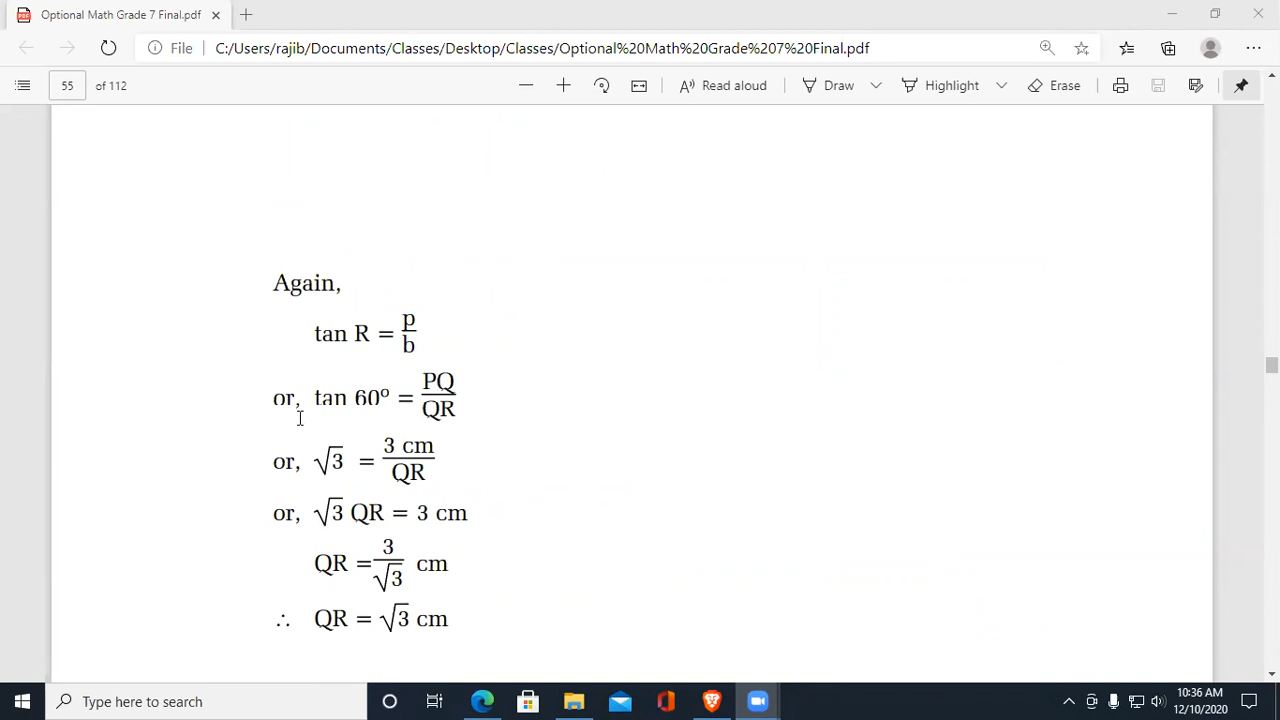 Optional Math Grade 7 Final.pdf
File C:/Users/rajib/Documents/Classes/Desktop/Classes/Optional%20Math%20Grade%207%20Final.pdf
55 of 112 Read aloud Draw Highlight Erase
Again,
tan R = p/b
or, tan 60° = PQ/QR
or, √3 = 3 cm/QR
or, √3 QR = 3 cm
QR = 3/√3 cm
∴ QR = √3 cm
Type here to search
10:36 AM
12/10/2020